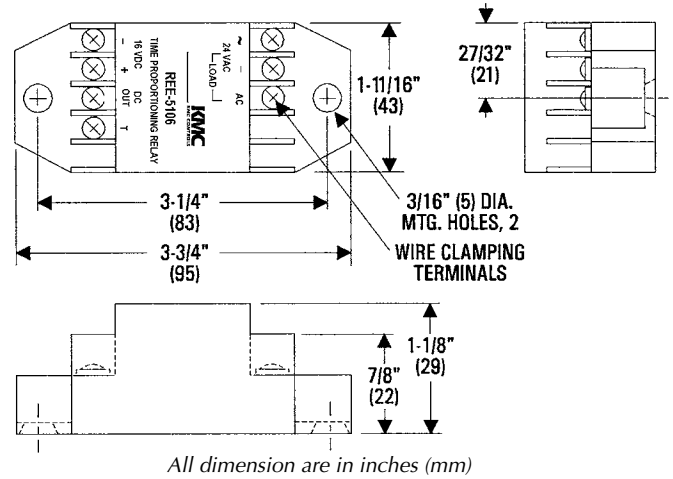 −
16 VDC
+
DC
OUT
T
TIME PROPORTIONING RELAY
REE-5106
KMC
24 VAC
LOAD
~
−
AC
1-11/16"
(43)
27/32"
(21)
3-1/4"
(83)
3/16" (5) DIA.
MTG. HOLES, 2
3-3/4"
(95)
WIRE CLAMPING
TERMINALS
1-1/8"
(29)
7/8"
(22)
All dimension are in inches (mm)